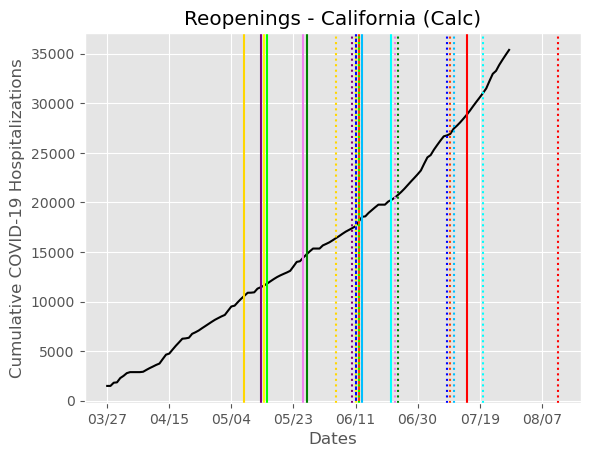 Reopenings - California (Calc)
Cumulative COVID-19 Hospitalizations
35000
30000
25000
20000
15000
10000
5000
0
03/27 04/15 05/04 05/23 06/11 06/30 07/19 08/07
Dates